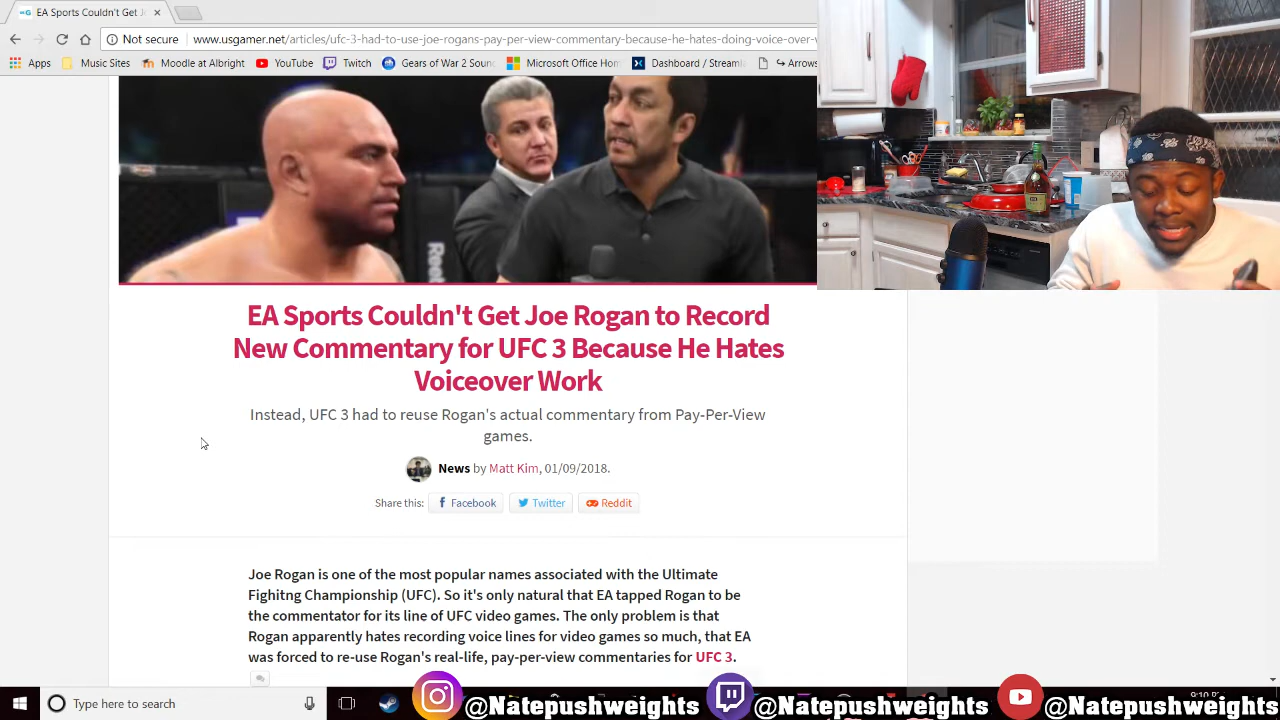 EA Sports Couldn't Get J
Not secure
www.usgamer.net/articles/ufc-3-had-to-use-joe-rogans-pay-per-view-commentary-because-he-hates-doing-voice-over-
Apps Music Sites Moodle at Albright YouTube Twitch Gears of War 2 Soun Microsoft Office Hom Dashboard / Streamla Arrows
Reebok
EA Sports Couldn't Get Joe Rogan to Record
New Commentary for UFC 3 Because He Hates
Voiceover Work
Instead, UFC 3 had to reuse Rogan's actual commentary from Pay-Per-View
games.
News by Matt Kim, 01/09/2018.
Share this: Facebook Twitter Reddit
Joe Rogan is one of the most popular names associated with the Ultimate
Fighitng Championship (UFC). So it's only natural that EA tapped Rogan to be
the commentator for its line of UFC video games. The only problem is that
Rogan apparently hates recording voice lines for video games so much, that EA
was forced to re-use Rogan's real-life, pay-per-view commentaries for UFC 3.
Type here to search
@Natepushweights @Natepushweights @Natepushweights